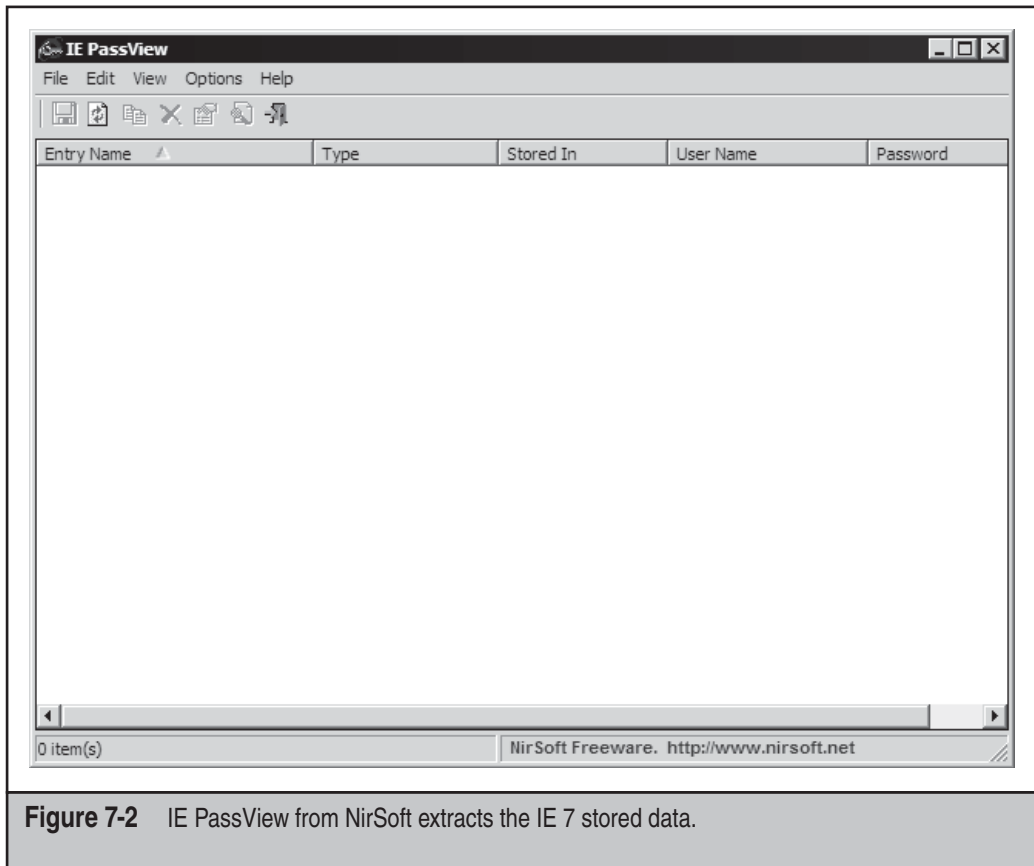 IE PassView
File Edit View Options Help
Entry Name Type Stored In User Name Password
0 item(s) NirSoft Freeware. http://www.nirsoft.net
Figure 7-2 IE PassView from NirSoft extracts the IE 7 stored data.